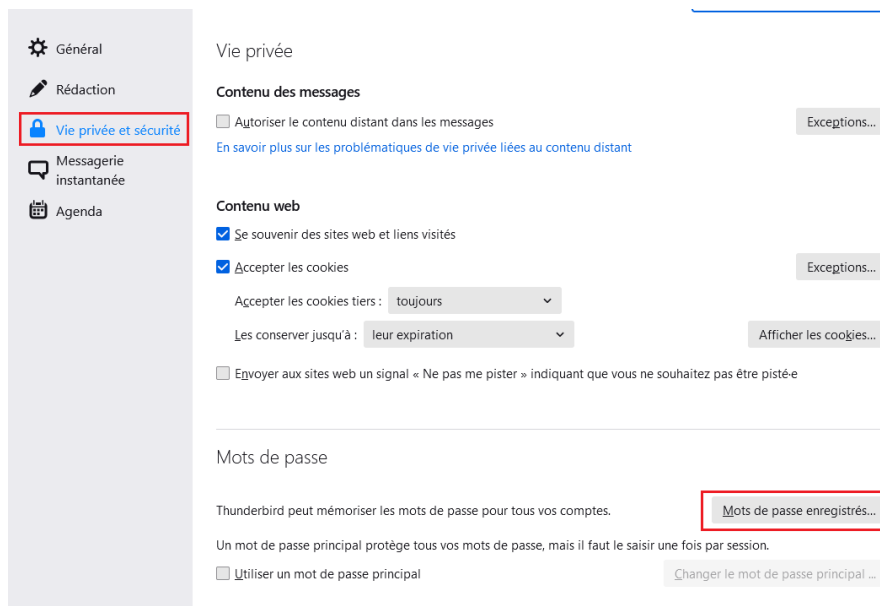 Général
Rédaction
Vie privée et sécurité
Messagerie
instantanée
Agenda
Vie privée
Contenu des messages
Autoriser le contenu distant dans les messages
Exceptions...
En savoir plus sur les problématiques de vie privée liées au contenu distant
Contenu web
Se souvenir des sites web et liens visités
Accepter les cookies
Exceptions...
Accepter les cookies tiers : toujours
Les conserver jusqu'à : leur expiration
Afficher les cookies...
Envoyer aux sites web un signal « Ne pas me pister » indiquant que vous ne souhaitez pas être pisté·e
Mots de passe
Thunderbird peut mémoriser les mots de passe pour tous vos comptes.
Mots de passe enregistrés...
Un mot de passe principal protège tous vos mots de passe, mais il faut le saisir une fois par session.
Utiliser un mot de passe principal
Changer le mot de passe principal ...